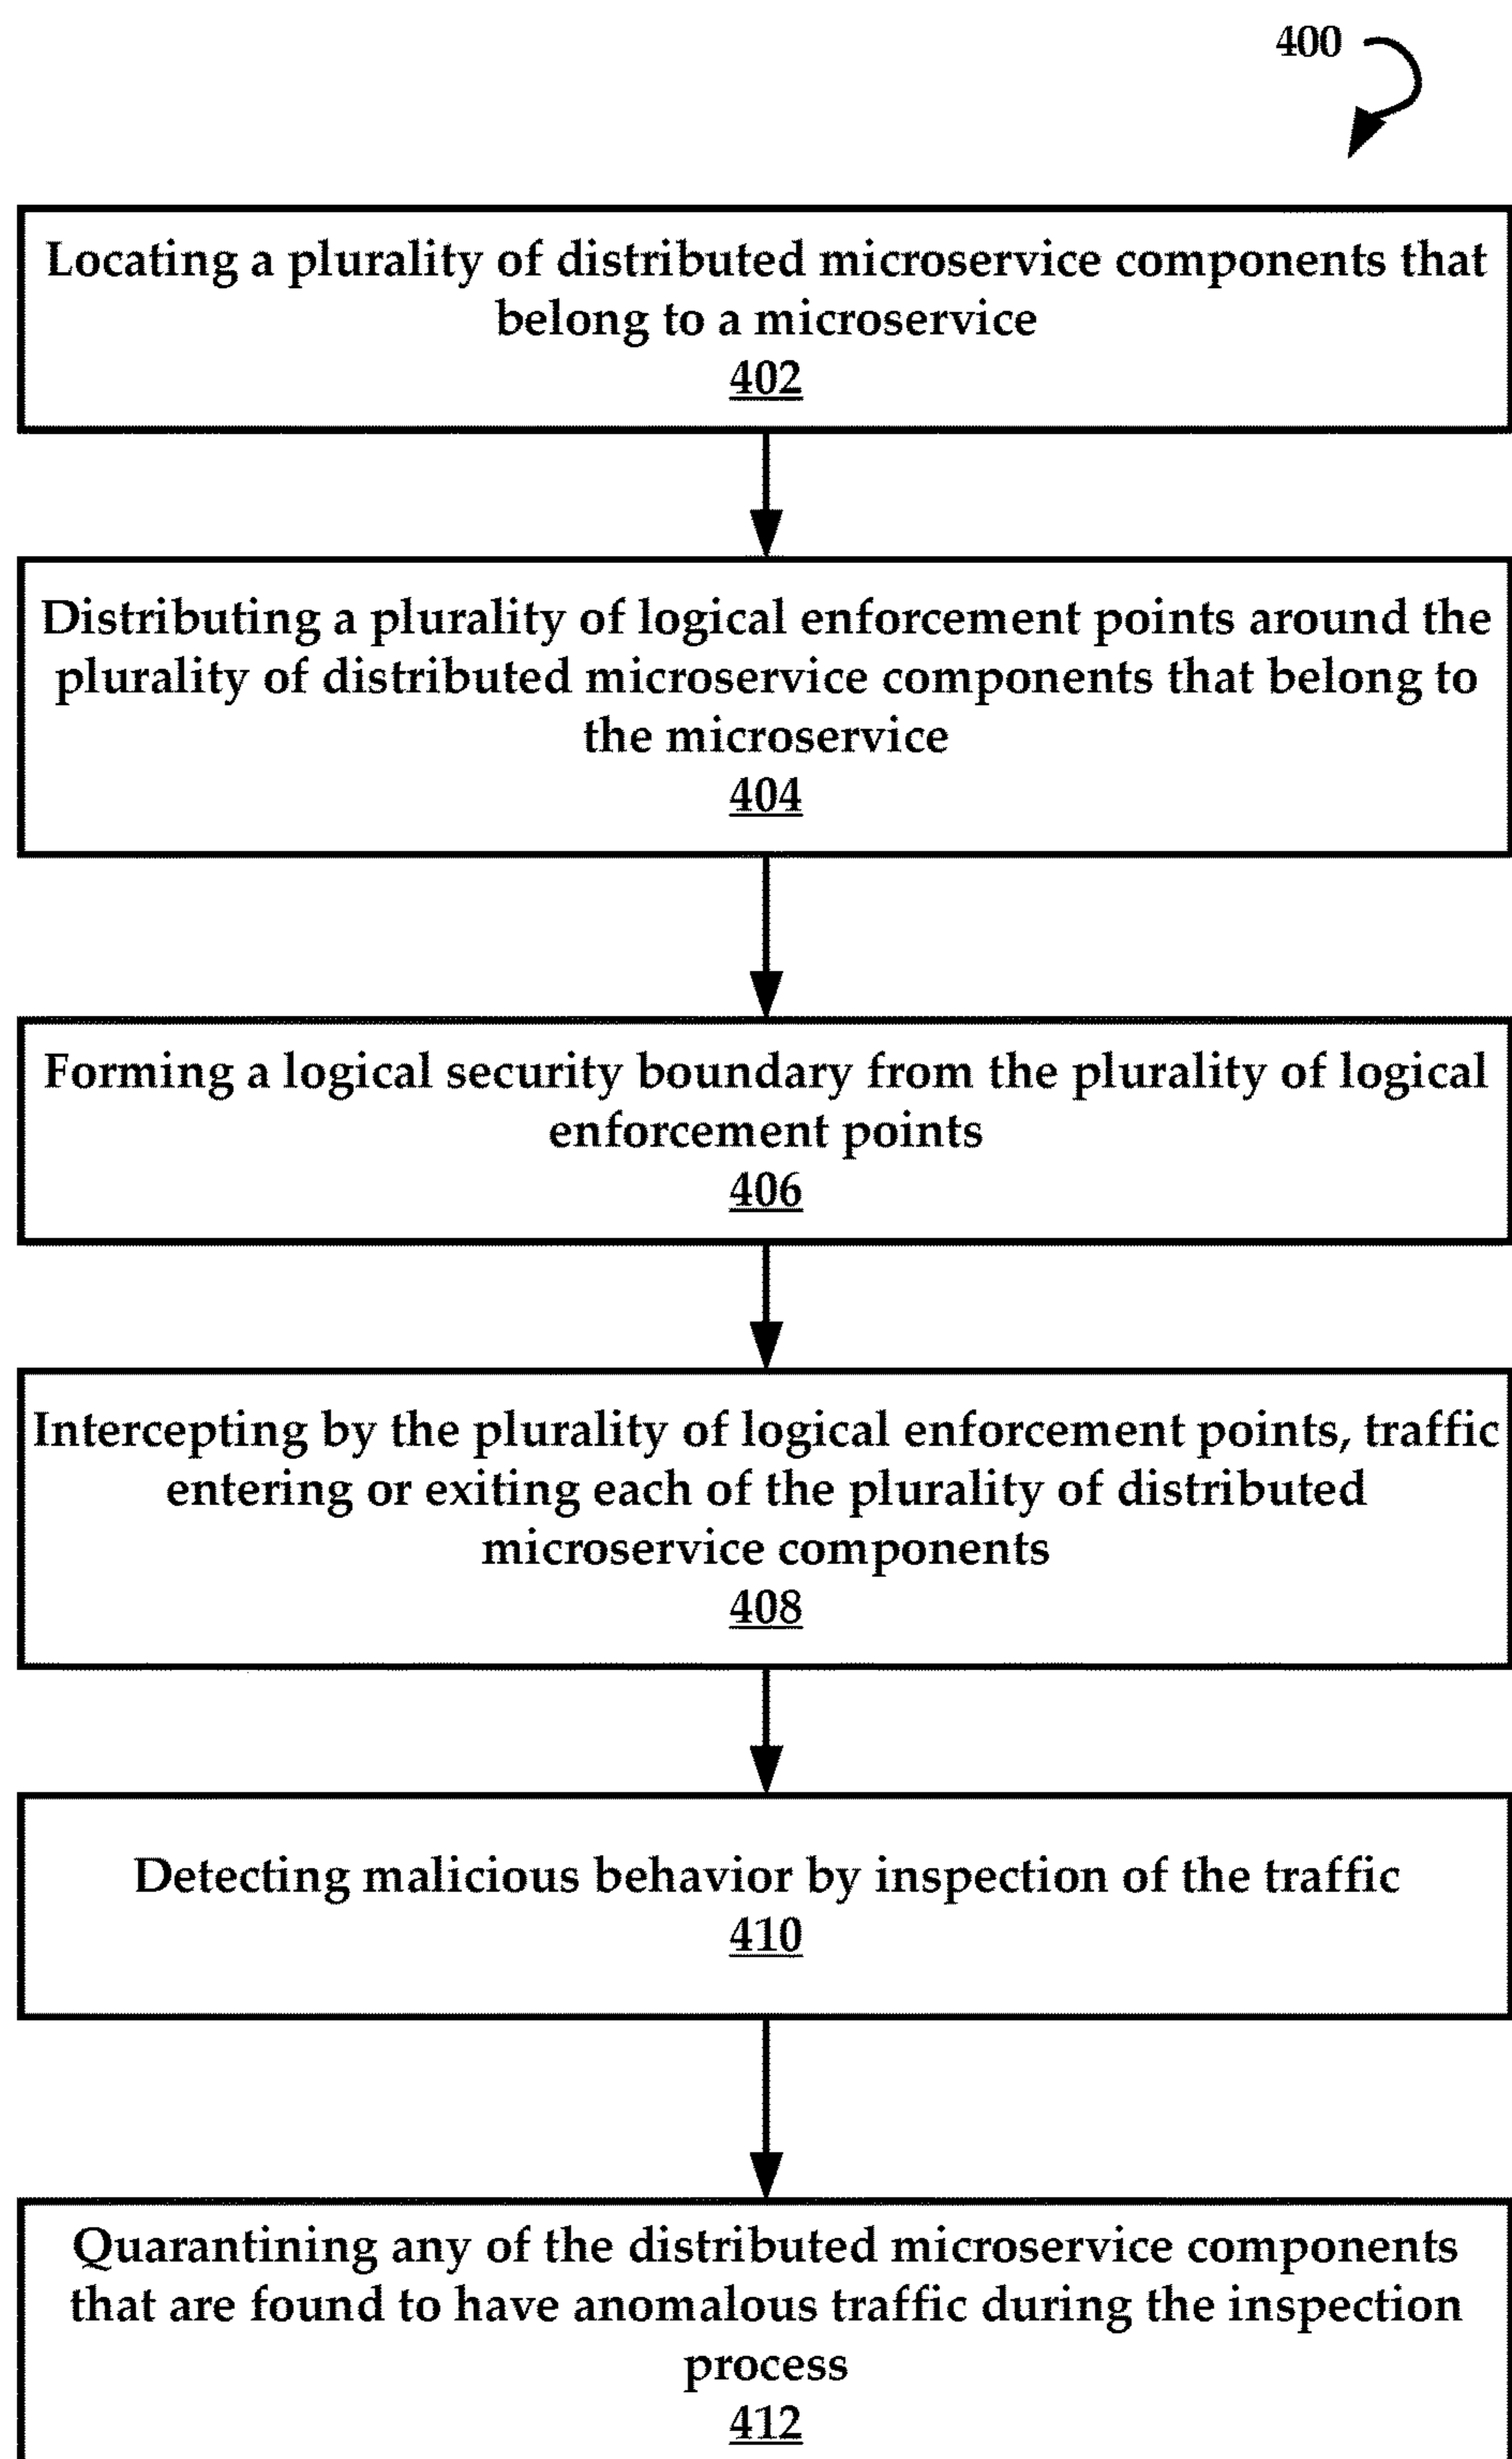 400
Locating a plurality of distributed microservice components that
belong to a microservice
402
Distributing a plurality of logical enforcement points around the
plurality of distributed microservice components that belong to
the microservice
404
Forming a logical security boundary from the plurality of logical
enforcement points
406
Intercepting by the plurality of logical enforcement points, traffic
entering or exiting each of the plurality of distributed
microservice components
408
Detecting malicious behavior by inspection of the traffic
410
Quarantining any of the distributed microservice components
that are found to have anomalous traffic during the inspection
process
412